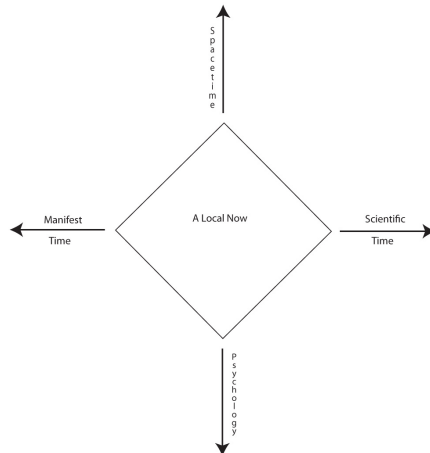 Spacetime
A Local Now
Manifest
Time
Scientific
Time
Psychology